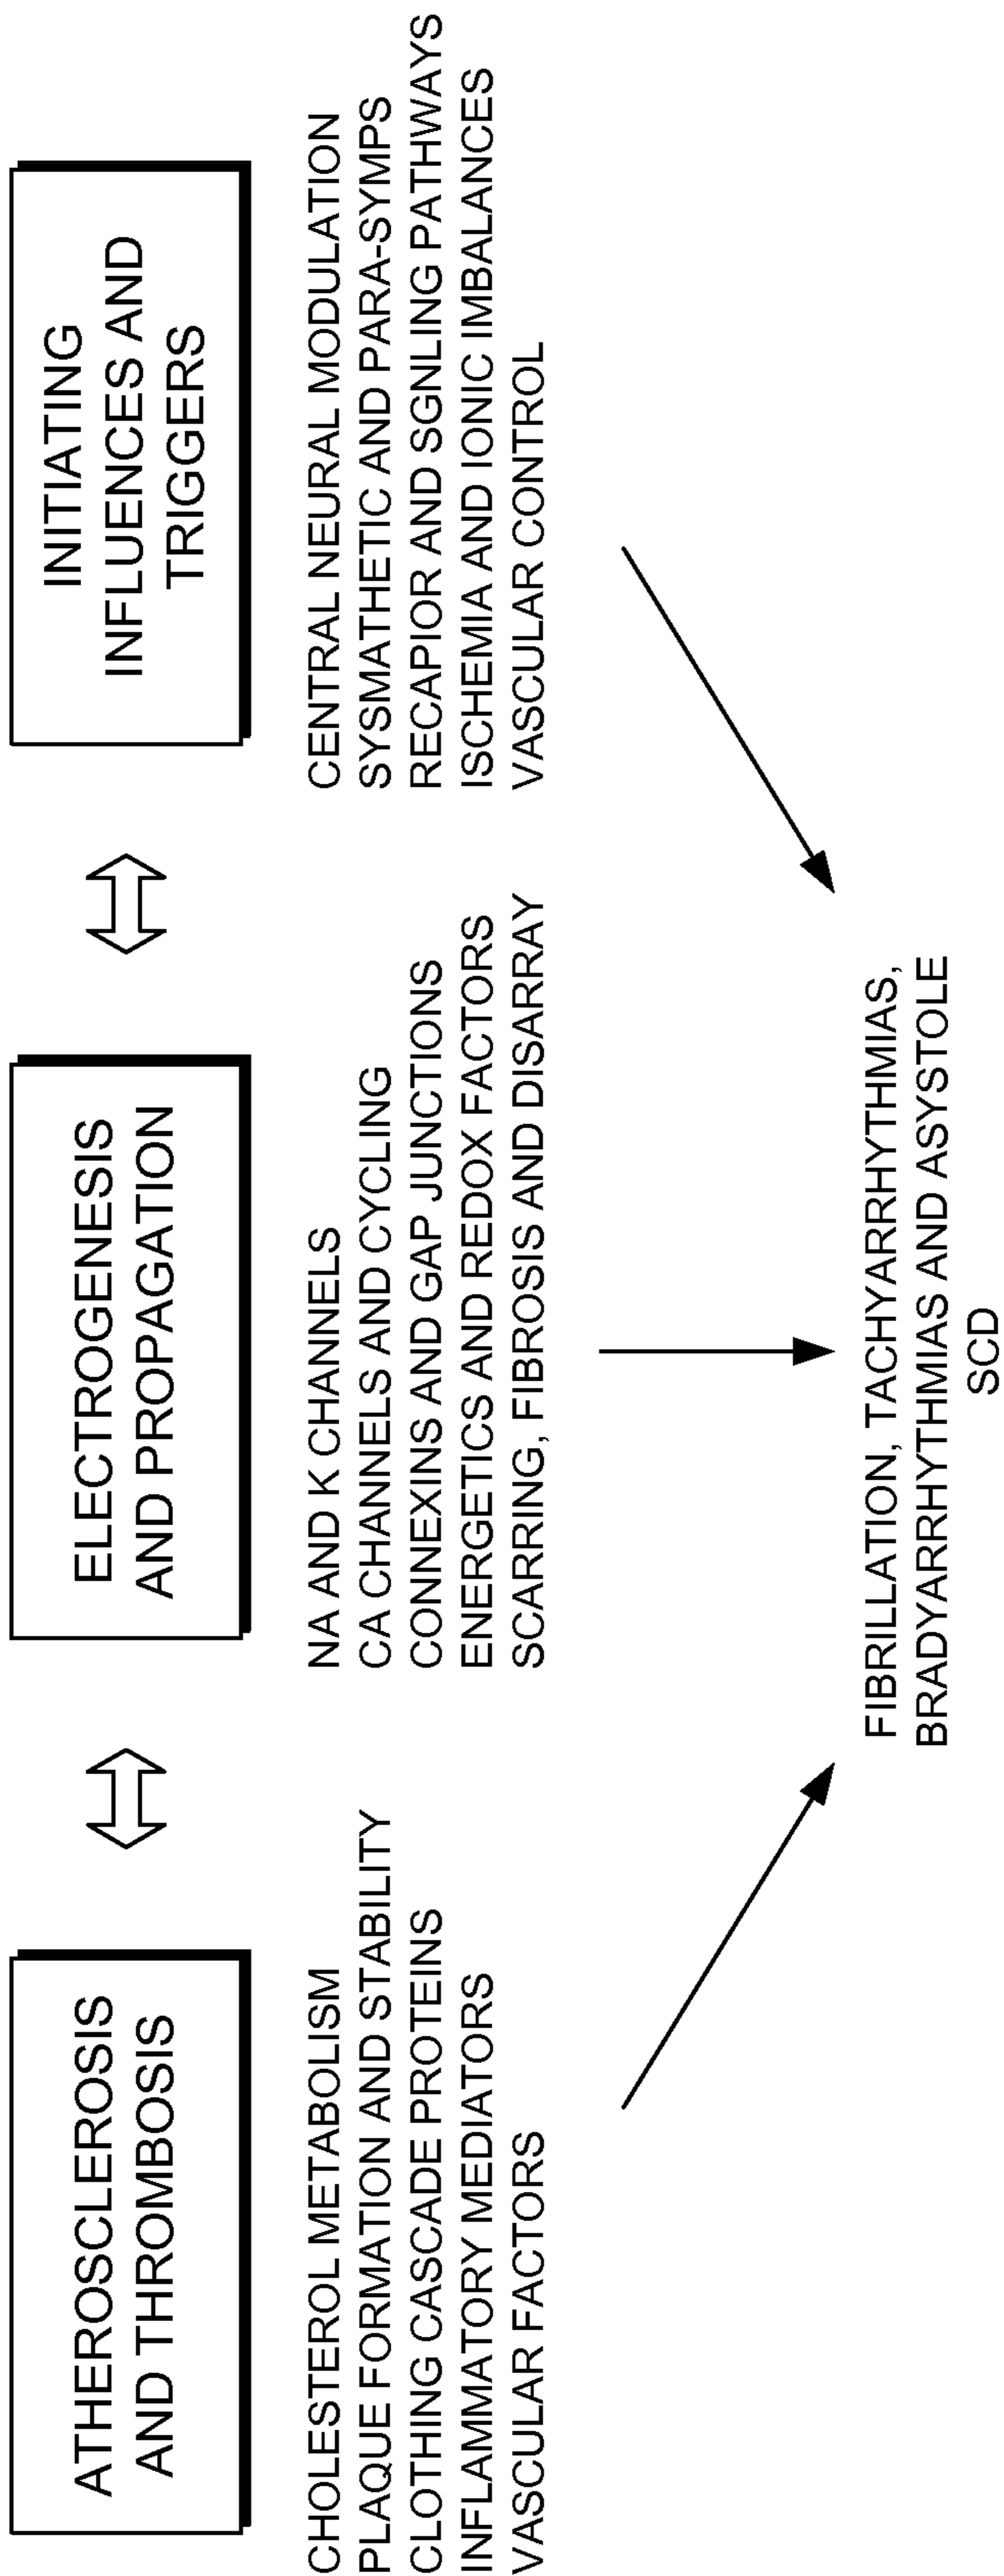 ATHEROSCLEROSIS
AND THROMBOSIS
CHOLESTEROL METABOLISM
PLAQUE FORMATION AND STABILITY
CLOTHING CASCADE PROTEINS
INFLAMMATORY MEDIATORS
VASCULAR FACTORS
ELECTROGENESIS
AND PROPAGATION
NA AND K CHANNELS
CA CHANNELS AND CYCLING
CONNEXINS AND GAP JUNCTIONS
ENERGETICS AND REDOX FACTORS
SCARRING, FIBROSIS AND DISARRAY
INITIATING
INFLUENCES AND
TRIGGERS
CENTRAL NEURAL MODULATION
SYSMATHETIC AND PARA-SYMPS
RECAPIOR AND SGNLING PATHWAYS
ISCHEMIA AND IONIC IMBALANCES
VASCULAR CONTROL
FIBRILLATION, TACHYARRHYTHMIAS,
BRADYARRHYTHMIAS AND ASYSTOLE
SCD